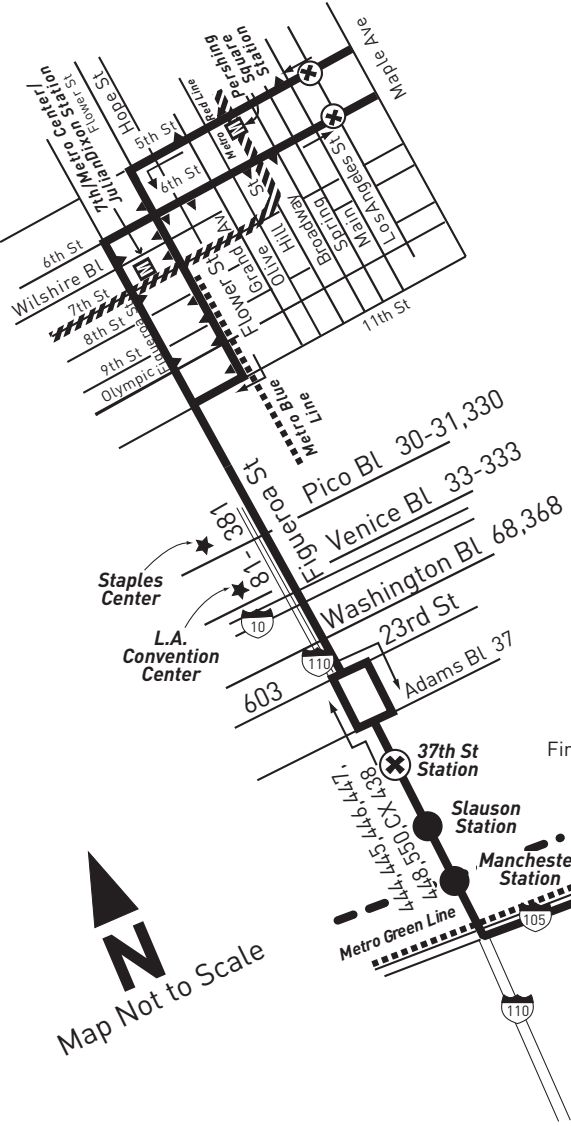 Maple Ave
Pershing
Square
Station
Metro Red Line
M
Hope St
Flower St
7th/Metro Center/
JulianDixon Station
5th St
6th St
St
Los Angeles St
Main
Spring
Broadway
Hill
Olive
Grand Av
Flower St
6th St
Wilshire Bl
M
7th St
8th St
9th St
Olympic
Figueroa St
11th St
Metro Blue
Line
Figueroa St
Pico Bl 30-31,330
Venice Bl 33-333
Washington Bl 68,368
81 - 381
Staples
Center
L.A.
Convention
Center
10
110
23rd St
603
Adams Bl 37
37th St
Station
444,445,446,447,
448,550,CX 438
Slauson
Station
Station
Metro Green Line
105
110
N
Map Not to Scale